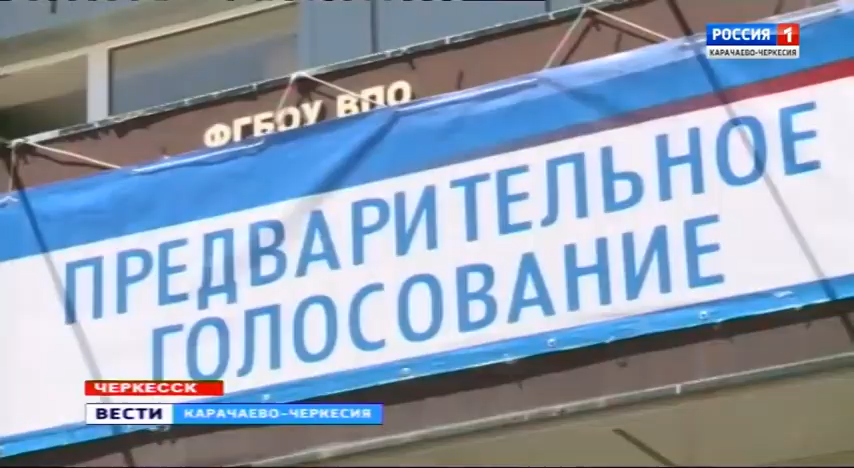 РОССИЯ 1
КАРАЧАЕВО-ЧЕРКЕСИЯ
ФГБОУ ВПО
ПРЕДВАРИТЕЛЬНОЕ
ГОЛОСОВАНИЕ
ЧЕРКЕССК
ВЕСТИ КАРАЧАЕВО-ЧЕРКЕСИЯ